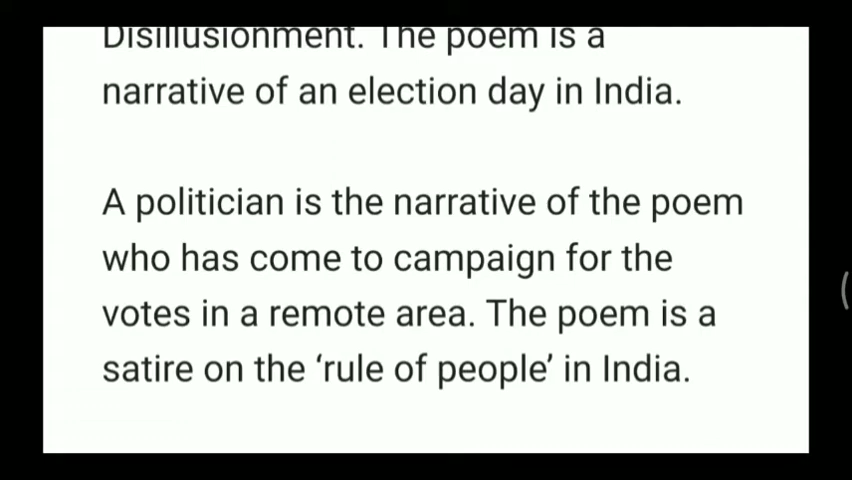 Disillusionment. The poem is a
narrative of an election day in India.
A politician is the narrative of the poem
who has come to campaign for the
votes in a remote area. The poem is a
satire on the ‘rule of people’ in India.